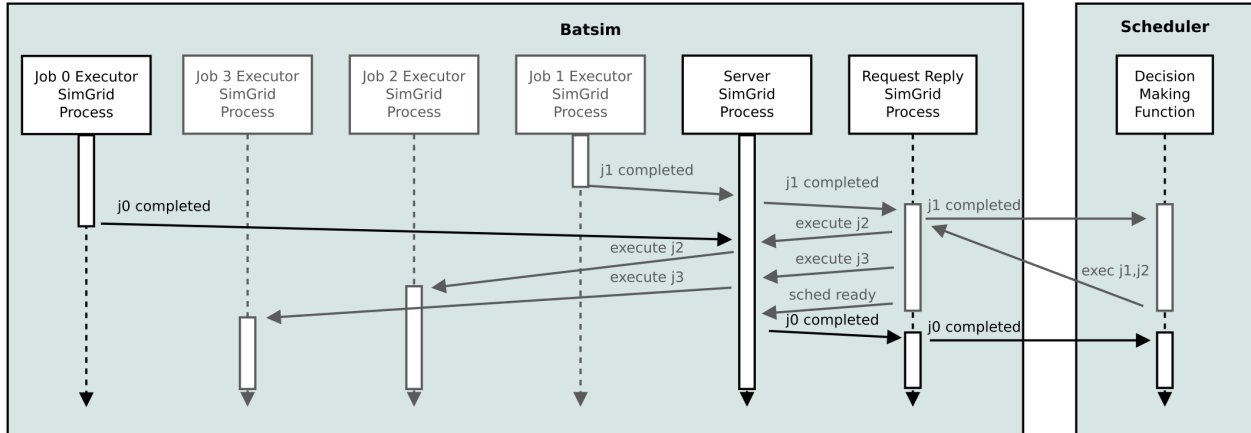 Batsim
Scheduler
Job 0 Executor
SimGrid
Process
Job 3 Executor
SimGrid
Process
Job 2 Executor
SimGrid
Process
Job 1 Executor
SimGrid
Process
Server
SimGrid
Process
Request Reply
SimGrid
Process
Decision
Making
Function
j1 completed
j1 completed
j1 completed
j0 completed
execute j2
execute j2
execute j3
exec j1,j2
execute j3
sched ready
j0 completed
j0 completed